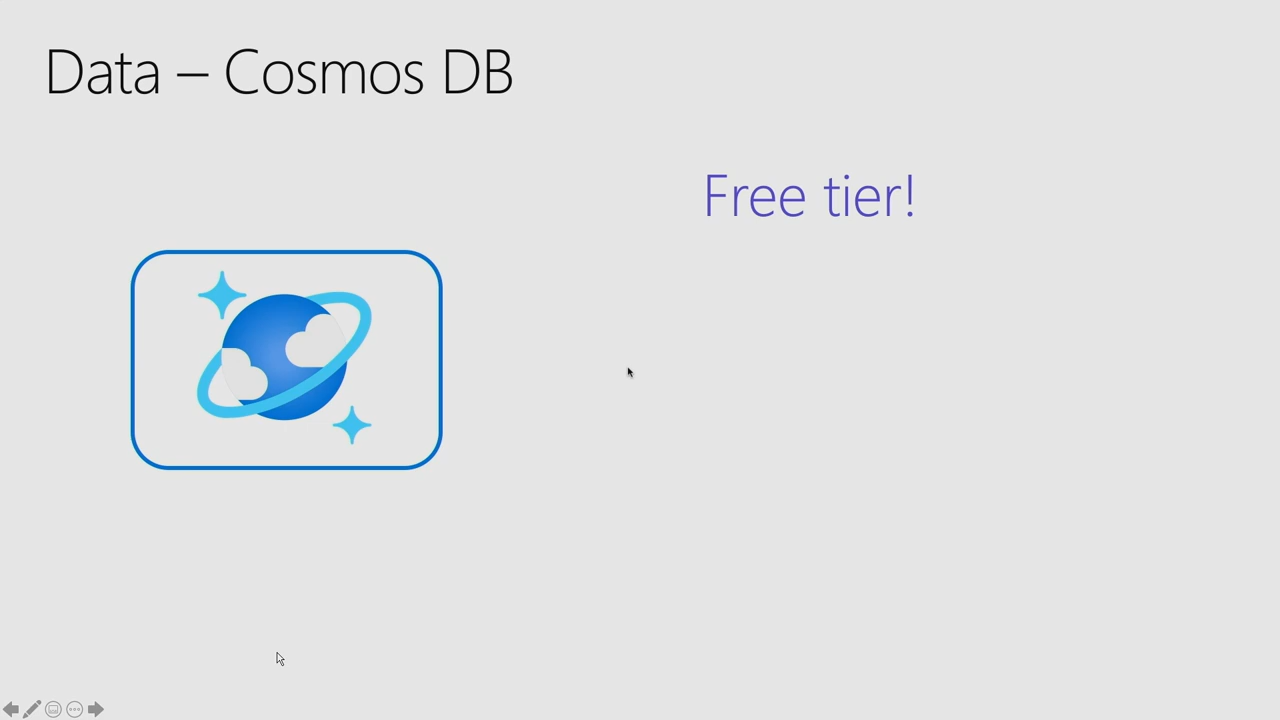 Data – Cosmos DB
Free tier!